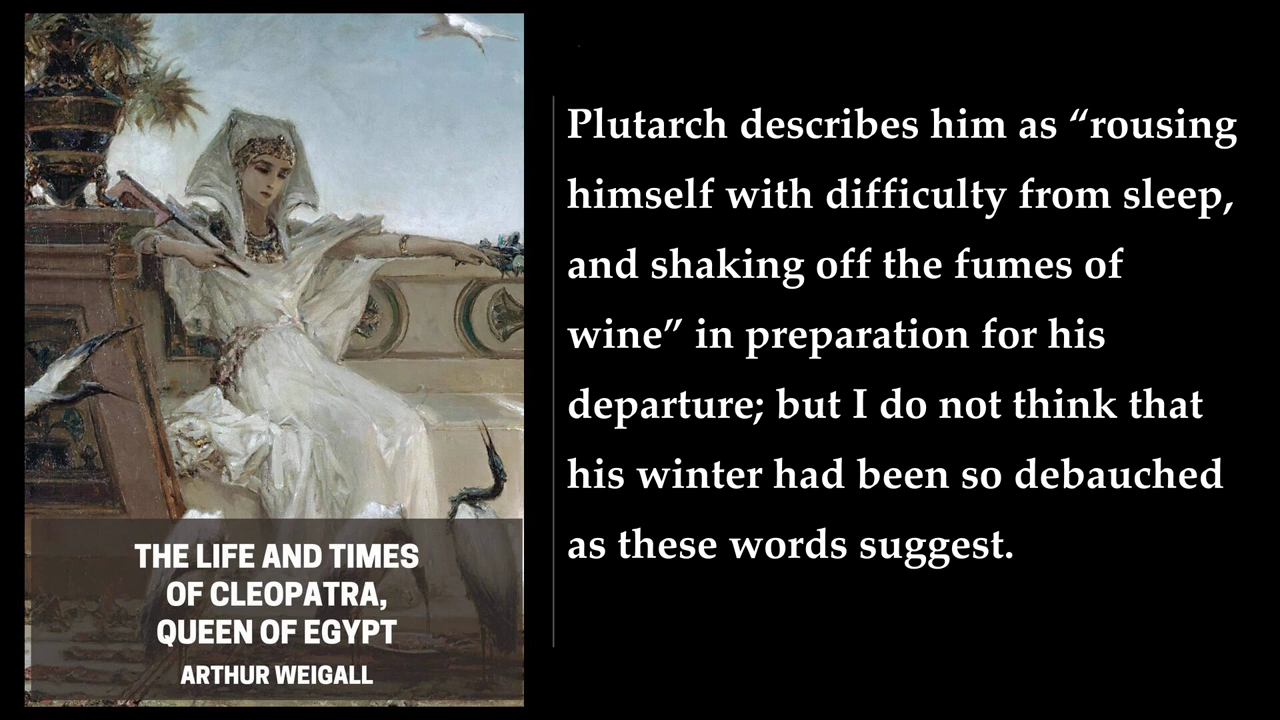 THE LIFE AND TIMES
OF CLEOPATRA,
QUEEN OF EGYPT
ARTHUR WEIGALL
Plutarch describes him as “rousing
himself with difficulty from sleep,
and shaking off the fumes of
wine” in preparation for his
departure; but I do not think that
his winter had been so debauched
as these words suggest.